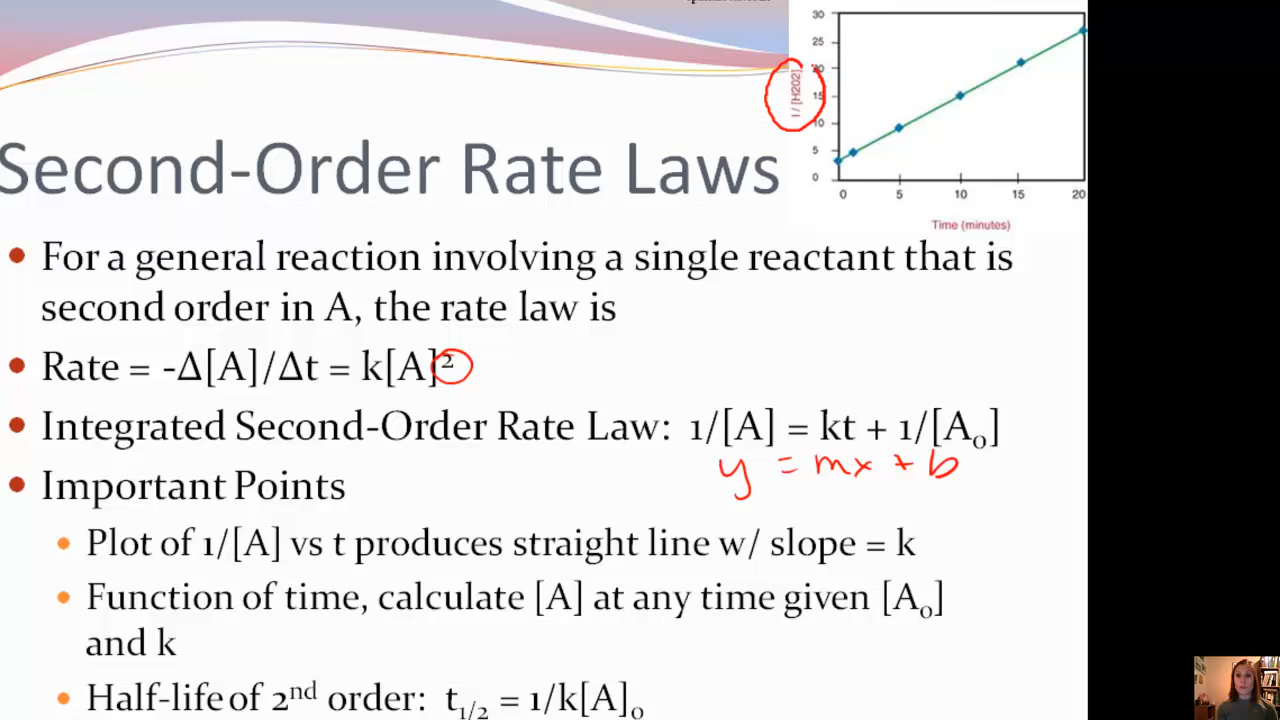 30
25
20
15
10
5
0
1 / [H202]
0 5 10 15 20
Time (minutes)
Second-Order Rate Laws
• For a general reaction involving a single reactant that is
second order in A, the rate law is
• Rate = -Δ[A]/Δt = k[A]²
• Integrated Second-Order Rate Law: 1/[A] = kt + 1/[A₀]
y = mx + b
• Important Points
• Plot of 1/[A] vs t produces straight line w/ slope = k
• Function of time, calculate [A] at any time given [A₀]
and k
• Half-life of 2ⁿᵈ order: t₁/₂ = 1/k[A]₀